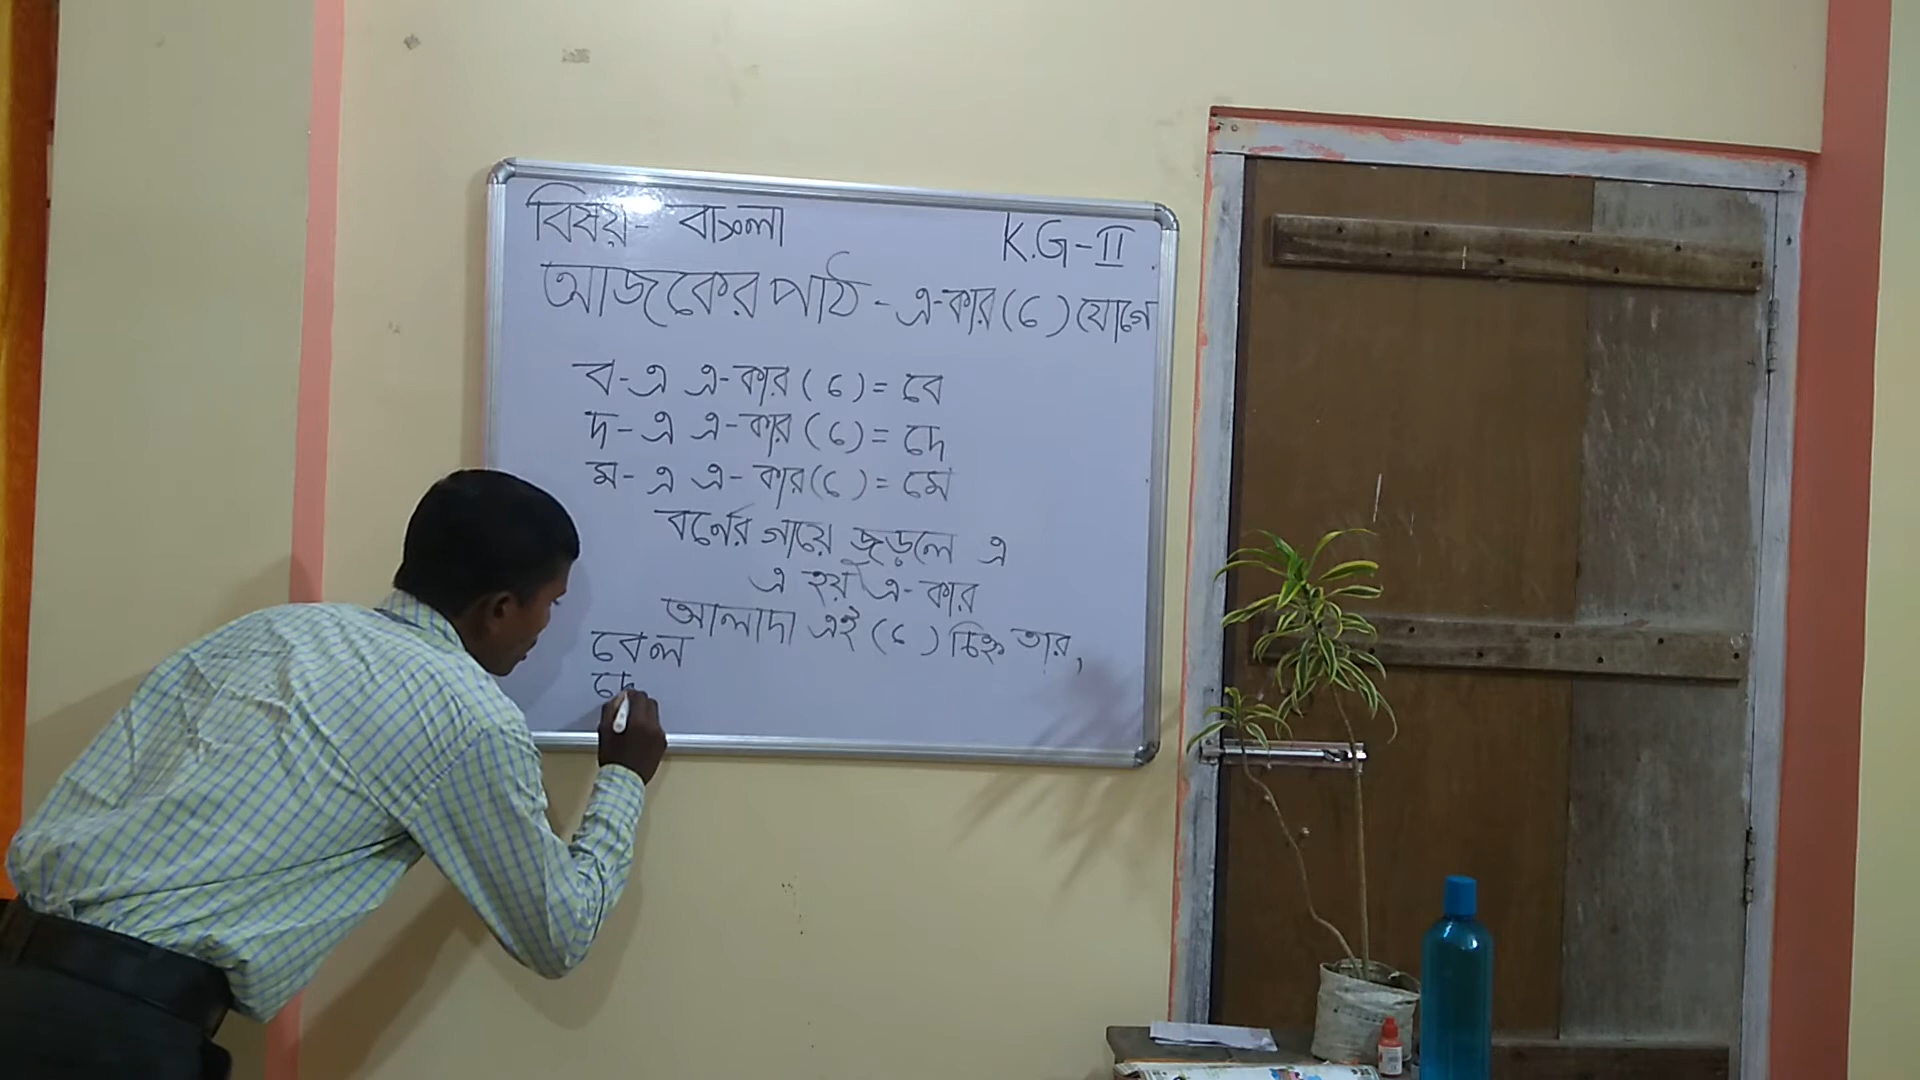 বিষয়- বাংলা K.G-II.
আজকের পাঠ - এ-কার (ে) যোগে
ব-এ এ-কার (ে) = বে
দ-এ এ-কার (ে) = দে
ম-এ এ-কার (ে) = মে
বর্নের গায়ে জুড়লে এ
এ হয় এ-কার
আলাদা এই (ে) চিহ্ন তার,
বেল
দে